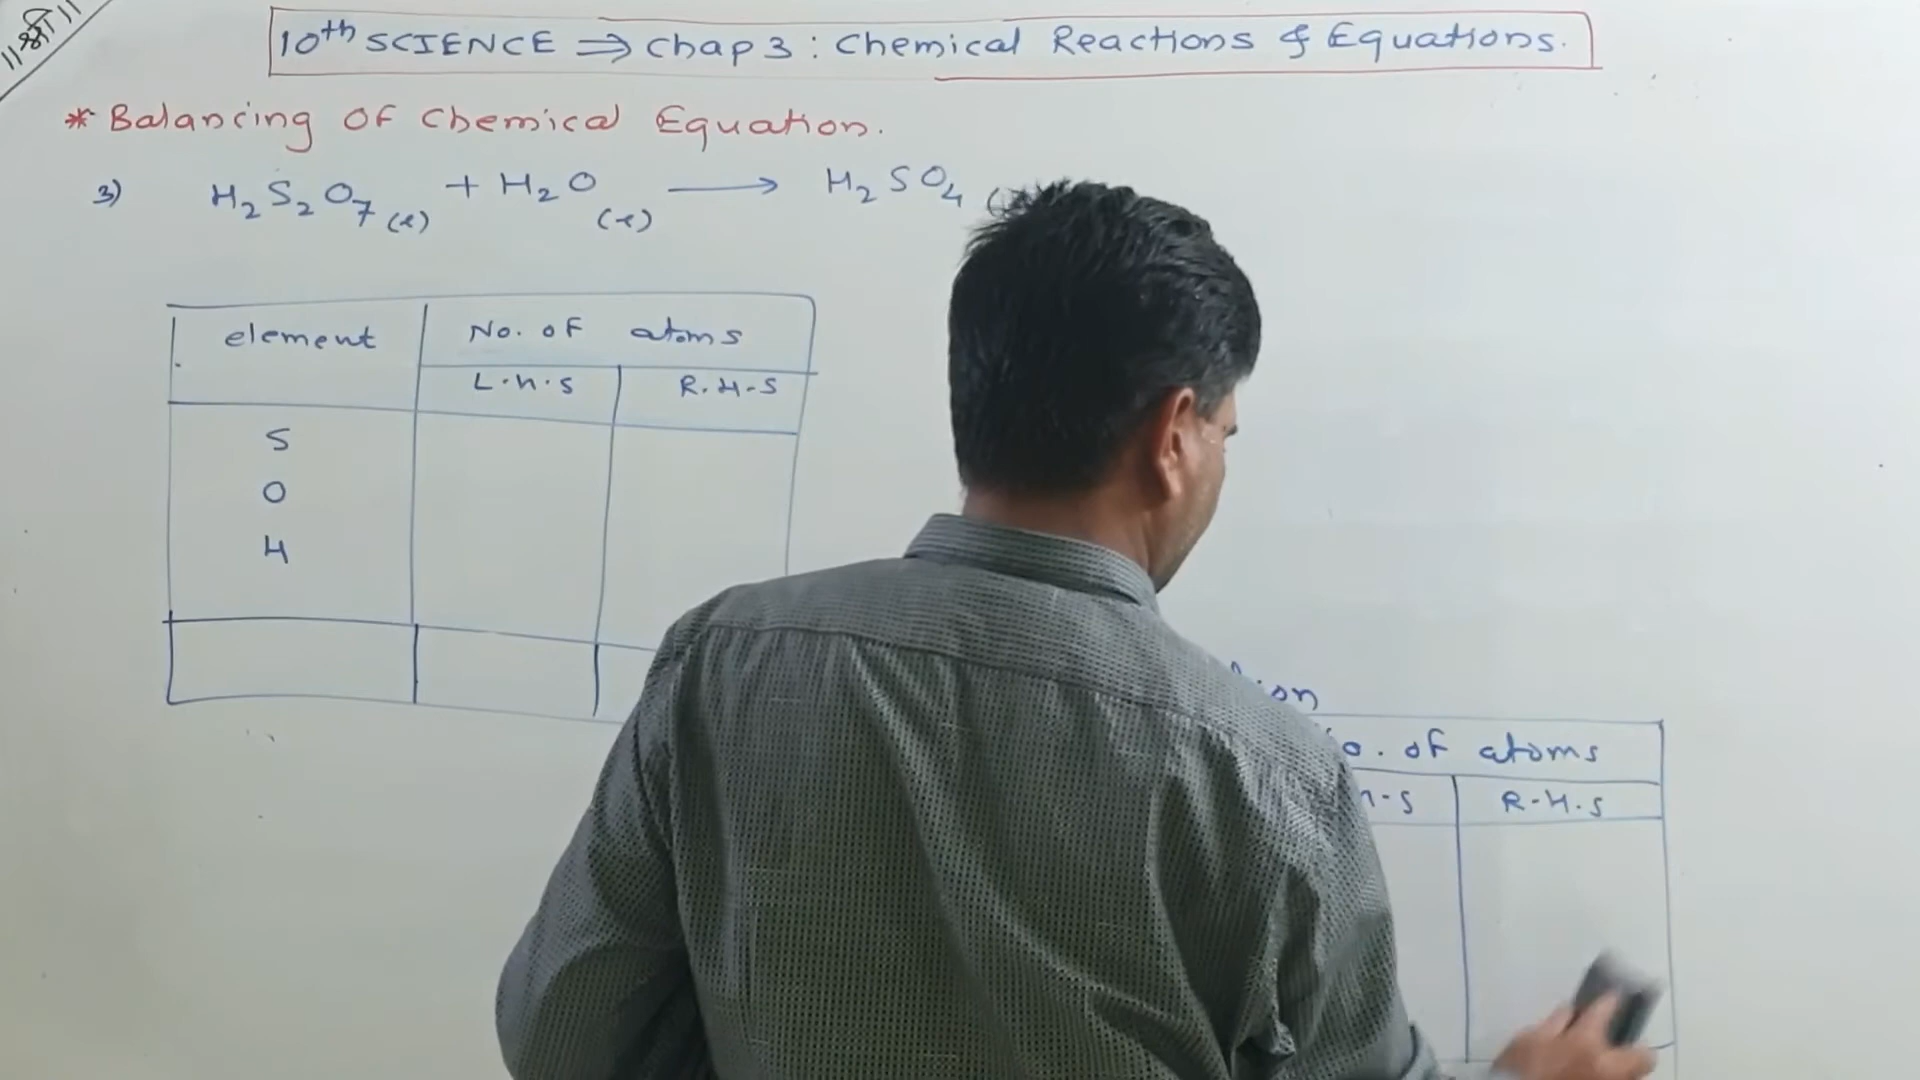 ॥श्री॥
10th SCIENCE ⇒ Chap 3 : Chemical Reactions & Equations.
* Balancing OF Chemical Equation.
3) H2S2O7 (l) + H2O (l) ⟶ H2SO4
element No. OF atoms
L.H.S R.H.S
S
O
H
No. of atoms
R-H.S